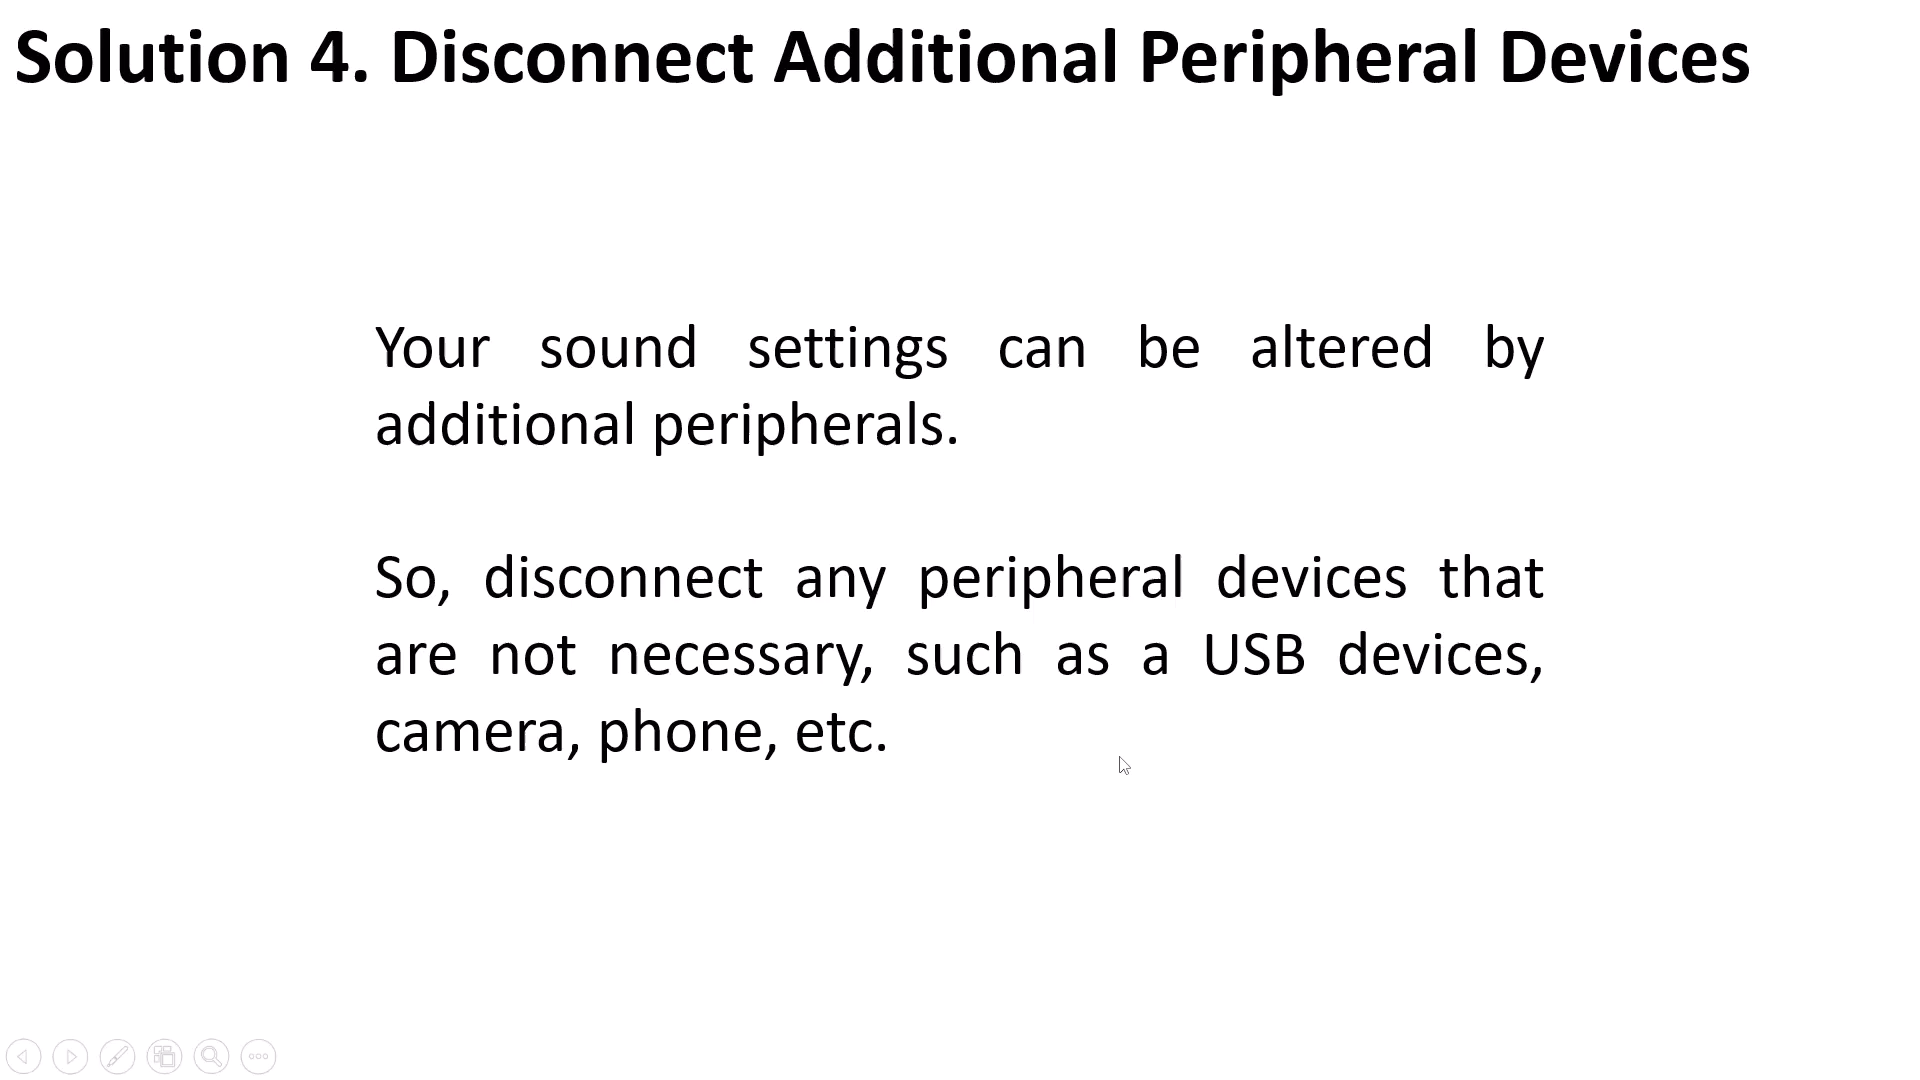 Solution 4. Disconnect Additional Peripheral Devices
Your sound settings can be altered by
additional peripherals.
So, disconnect any peripheral devices that
are not necessary, such as a USB devices,
camera, phone, etc.